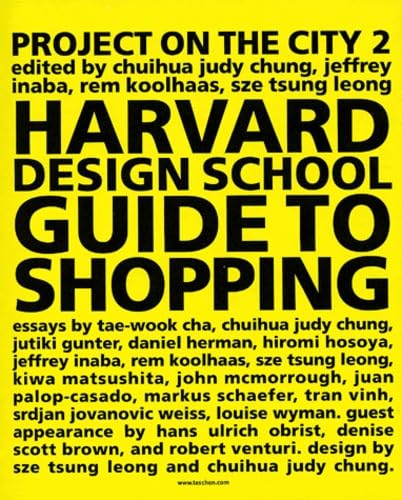 PROJECT ON THE CITY 2
edited by chuihua judy chung, jeffrey
inaba, rem koolhaas, sze tsung leong
HARVARD
DESIGN SCHOOL
GUIDE TO
SHOPPING
essays by tae-wook cha, chuihua judy chung,
jutiki gunter, daniel herman, hiromi hosoya,
jeffrey inaba, rem koolhaas, sze tsung leong,
kiwa matsushita, john mcmorrough, juan
palop-casado, markus schaefer, tran vinh,
srdjan jovanovic weiss, louise wyman. guest
appearance by hans ulrich obrist, denise
scott brown, and robert venturi. design by
sze tsung leong and chuihua judy chung.
www.taschen.com